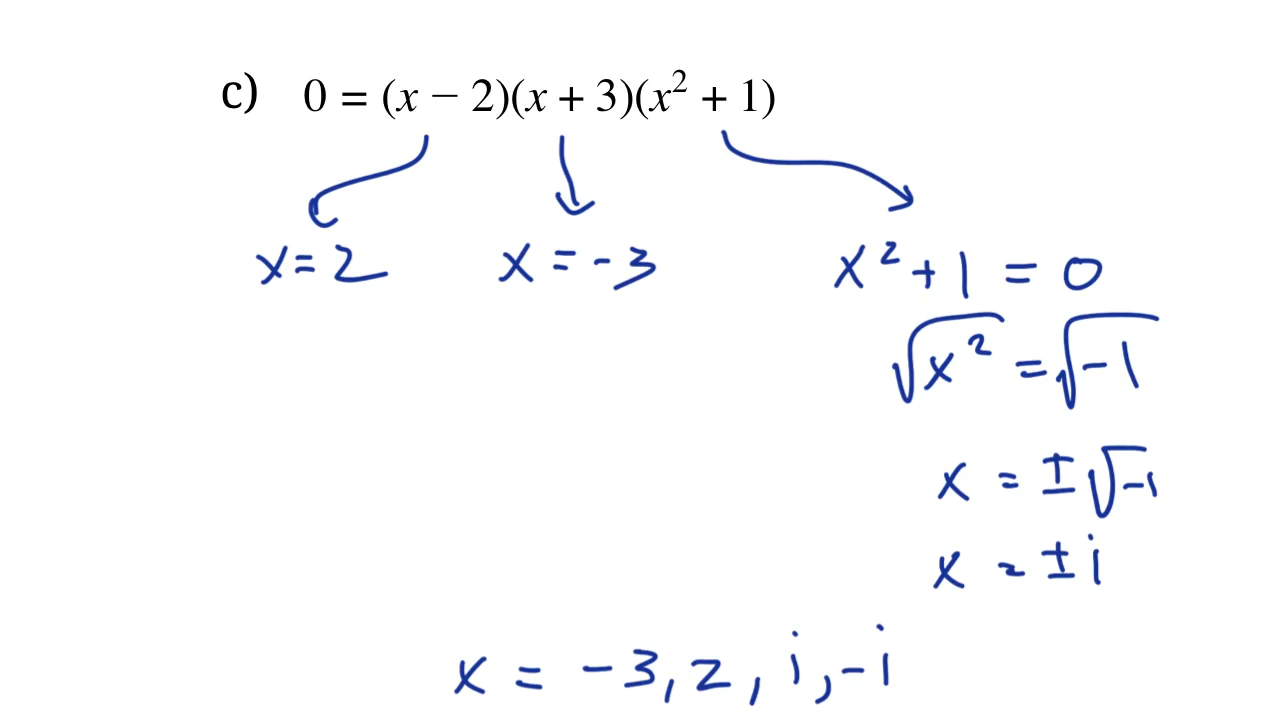 c) 0 = (x − 2)(x + 3)(x² + 1)
x = 2 x = -3 x² + 1 = 0
√x² = √-1
x = ±√-1
x = ±i
x = -3, 2, i, -i